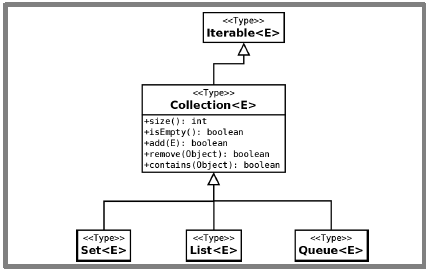 <<Type>>
Iterable<E>
<<Type>>
Collection<E>
+size(): int
+isEmpty(): boolean
+add(E): boolean
+remove(Object): boolean
+contains(Object): boolean
<<Type>>
Set<E>
<<Type>>
List<E>
<<Type>>
Queue<E>